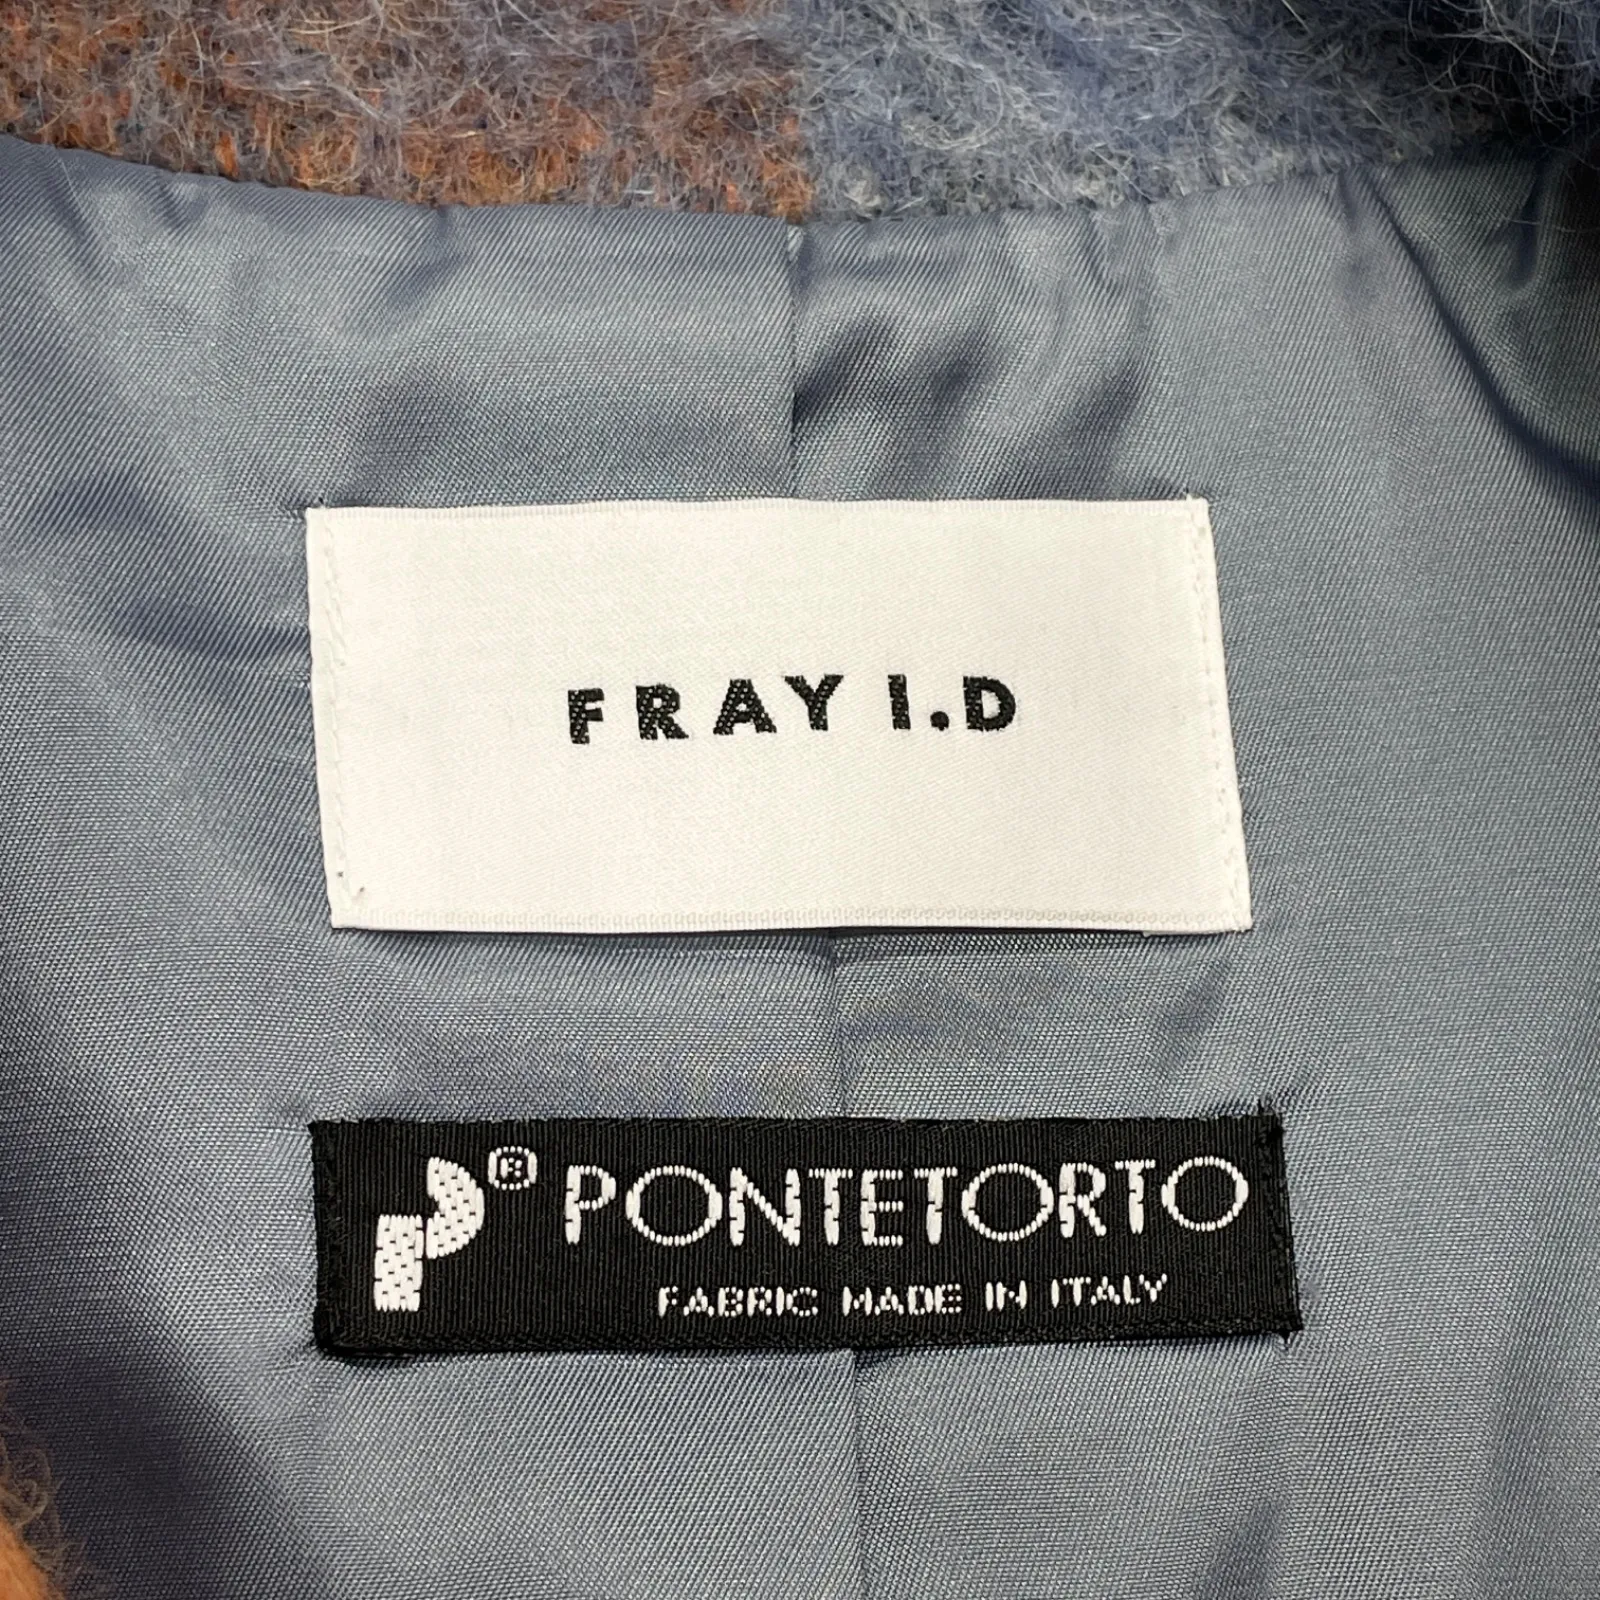 FRAY I.D
® PONTETORTO
FABRIC MADE IN ITALY